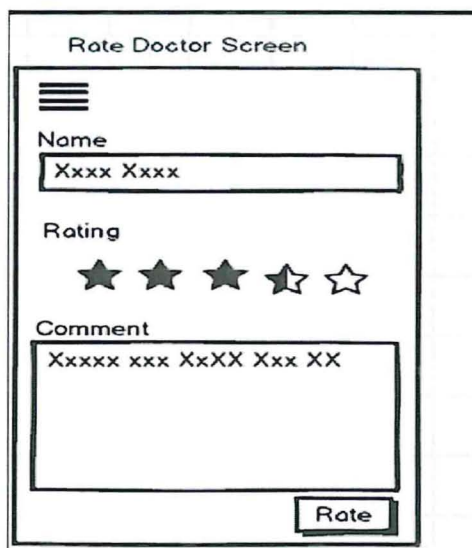 Rate Doctor Screen
Name
Xxxx Xxxx
Rating
Comment
Xxxxx xxx XxXX Xxx XX
Rate